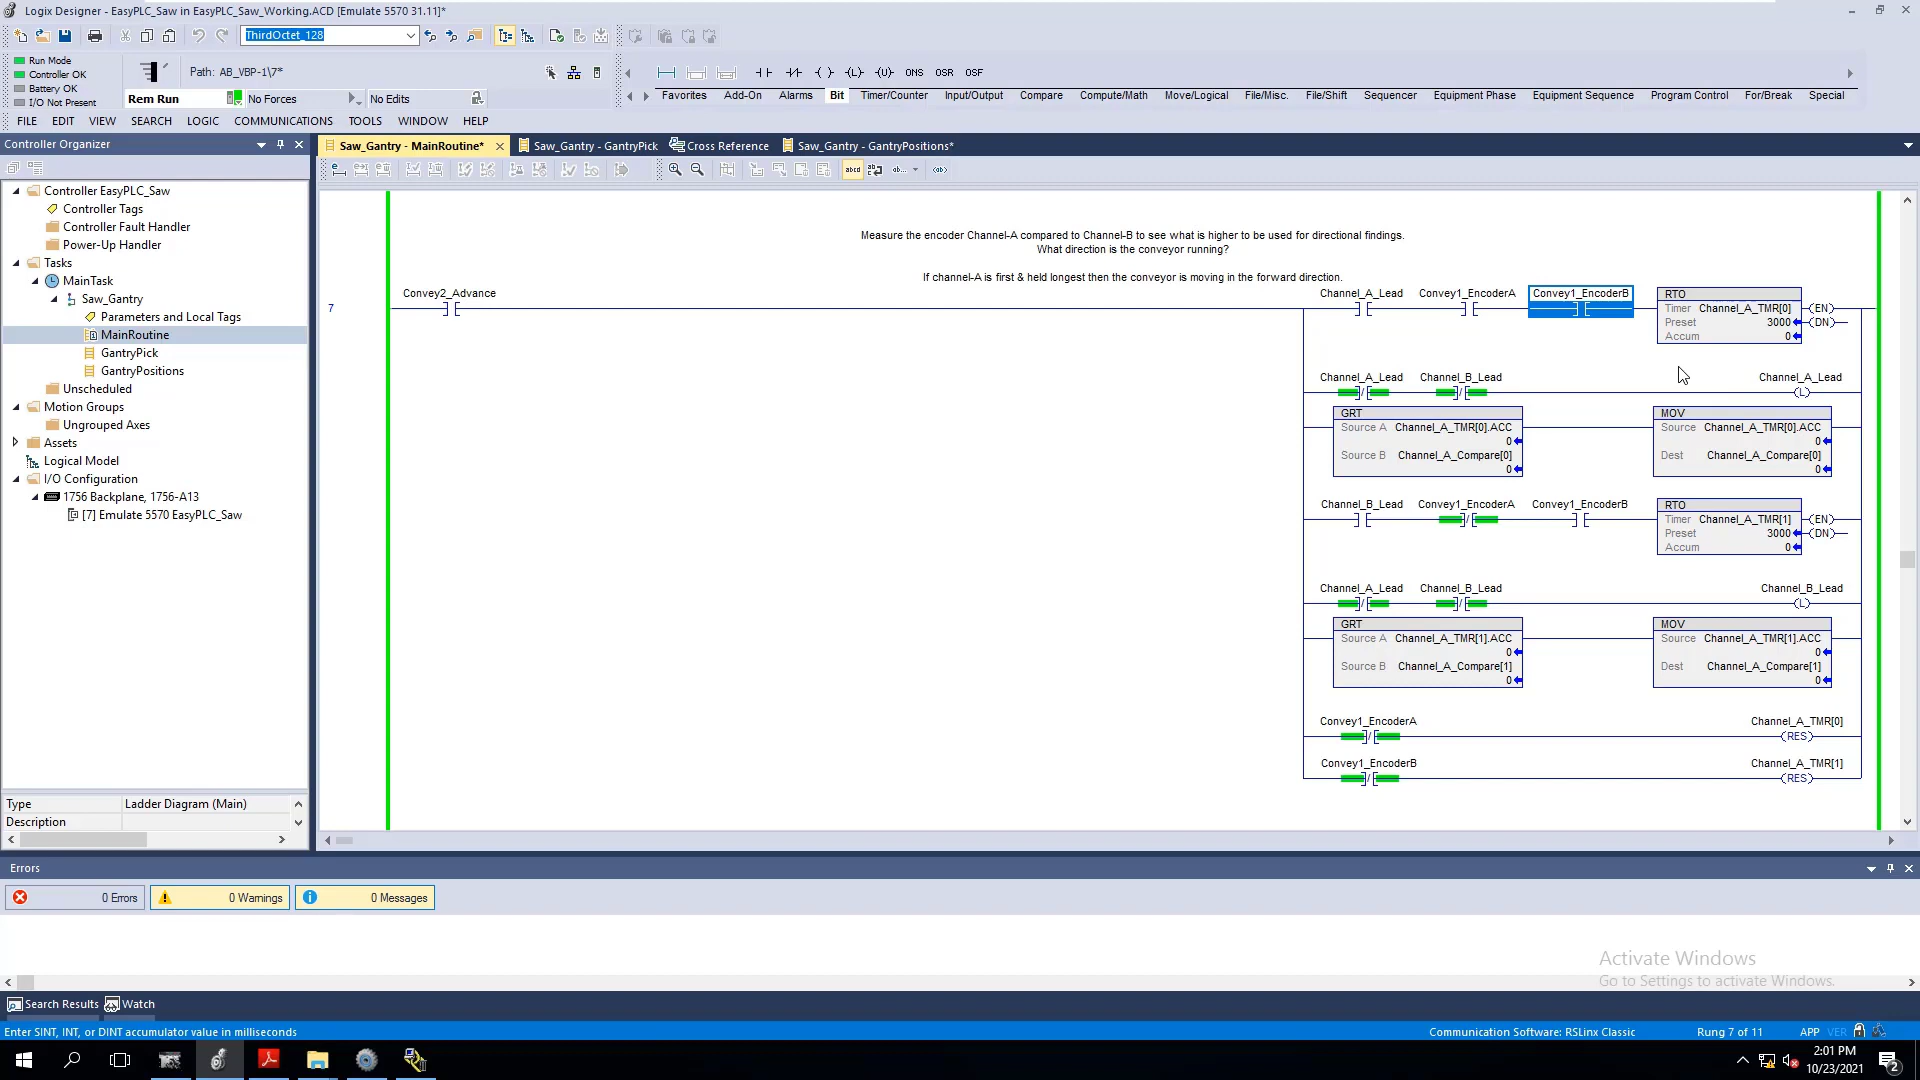 Logix Designer - EasyPLC_Saw in EasyPLC_Saw_Working.ACD [Emulate 5570 31.11]*
ThirdOctet_128
Run Mode
Controller OK
Battery OK
I/O Not Present
Path: AB_VBP-1\7*
Rem Run
No Forces
No Edits
ONS OSR OSF
Favorites Add-On Alarms Bit Timer/Counter Input/Output Compare Compute/Math Move/Logical File/Misc. File/Shift Sequencer Equipment Phase Equipment Sequence Program Control For/Break Special
FILE EDIT VIEW SEARCH LOGIC COMMUNICATIONS TOOLS WINDOW HELP
Controller Organizer
Saw_Gantry - MainRoutine*
Saw_Gantry - GantryPick
Cross Reference
Saw_Gantry - GantryPositions*
Controller EasyPLC_Saw
Controller Tags
Controller Fault Handler
Power-Up Handler
Tasks
MainTask
Saw_Gantry
Parameters and Local Tags
MainRoutine
GantryPick
GantryPositions
Unscheduled
Motion Groups
Ungrouped Axes
Assets
Logical Model
I/O Configuration
1756 Backplane, 1756-A13
[7] Emulate 5570 EasyPLC_Saw
Type Ladder Diagram (Main)
Description
Measure the encoder Channel-A compared to Channel-B to see what is higher to be used for directional findings.
What direction is the conveyor running?
If channel-A is first & held longest then the conveyor is moving in the forward direction.
7
Convey2_Advance
Channel_A_Lead Convey1_EncoderA Convey1_EncoderB
RTO
Timer Channel_A_TMR[0]
Preset 3000
Accum 0
EN
DN
Channel_A_Lead Channel_B_Lead Channel_A_Lead
L
GRT
Source A Channel_A_TMR[0].ACC
0
Source B Channel_A_Compare[0]
0
MOV
Source Channel_A_TMR[0].ACC
0
Dest Channel_A_Compare[0]
0
Channel_B_Lead Convey1_EncoderA Convey1_EncoderB
RTO
Timer Channel_A_TMR[1]
Preset 3000
Accum 0
EN
DN
Channel_A_Lead Channel_B_Lead Channel_B_Lead
L
GRT
Source A Channel_A_TMR[1].ACC
0
Source B Channel_A_Compare[1]
0
MOV
Source Channel_A_TMR[1].ACC
0
Dest Channel_A_Compare[1]
0
Convey1_EncoderA Channel_A_TMR[0]
RES
Convey1_EncoderB Channel_A_TMR[1]
RES
Errors
0 Errors
0 Warnings
0 Messages
Activate Windows
Go to Settings to activate Windows.
Search Results Watch
Enter SINT, INT, or DINT accumulator value in milliseconds
Communication Software: RSLinx Classic
Rung 7 of 11
APP VER
2:01 PM
10/23/2021
2